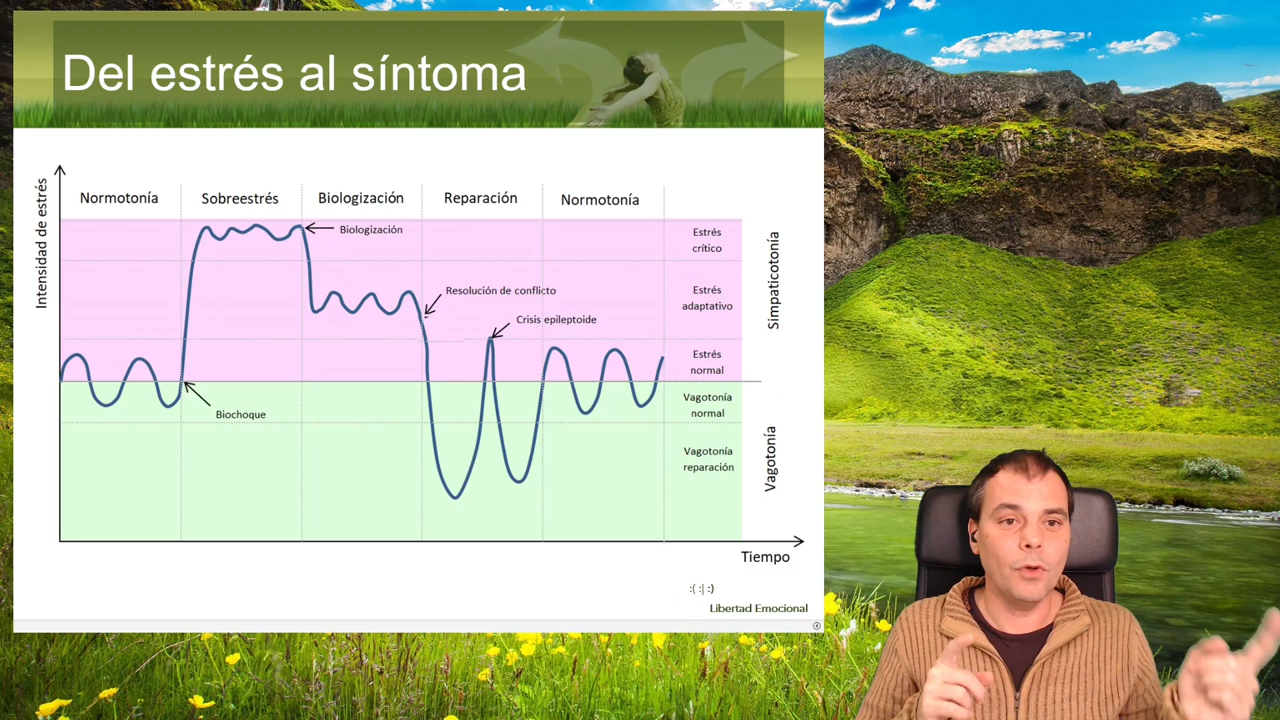 Del estrés al síntoma
Intensidad de estrés
Normotonía
Sobreestrés
Biologización
Reparación
Normotonía
Biologización
Resolución de conflicto
Crisis epileptoide
Biochoque
Estrés
crítico
Estrés
adaptativo
Estrés
normal
Vagotonía
normal
Vagotonía
reparación
Simpaticotonía
Vagotonía
Tiempo
:( :| :)
Libertad Emocional